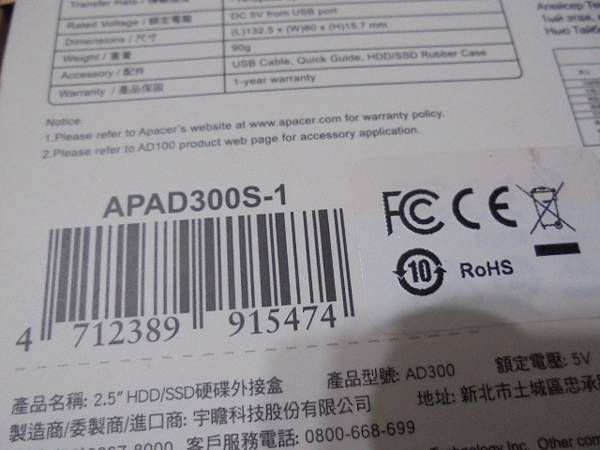 Transfer Rate /
Rated Voltage / 額定電壓 DC 5V from USB port
Dimensions / 尺寸 (L)132.5 x (W)80 x (H)15.7 mm
Weight / 重量 90g
Accessory / 配件 USB Cable, Quick Guide, HDD/SSD Rubber Case
Warranty / 產品保固 1-year warranty
Notice:
1.Please refer to Apacer's website at www.apacer.com for warranty policy.
2.Please refer to AD100 product web page for accessory application.
APAD300S-1
4 712389 915474
FC CE
10 RoHS
產品名稱: 2.5" HDD/SSD硬碟外接盒 產品型號: AD300 額定電壓: 5V
製造商/委製商/進口商: 宇瞻科技股份有限公司 地址: 新北市土城區忠承
8000 客戶服務電話: 0800-668-699
Technology Inc. Other com